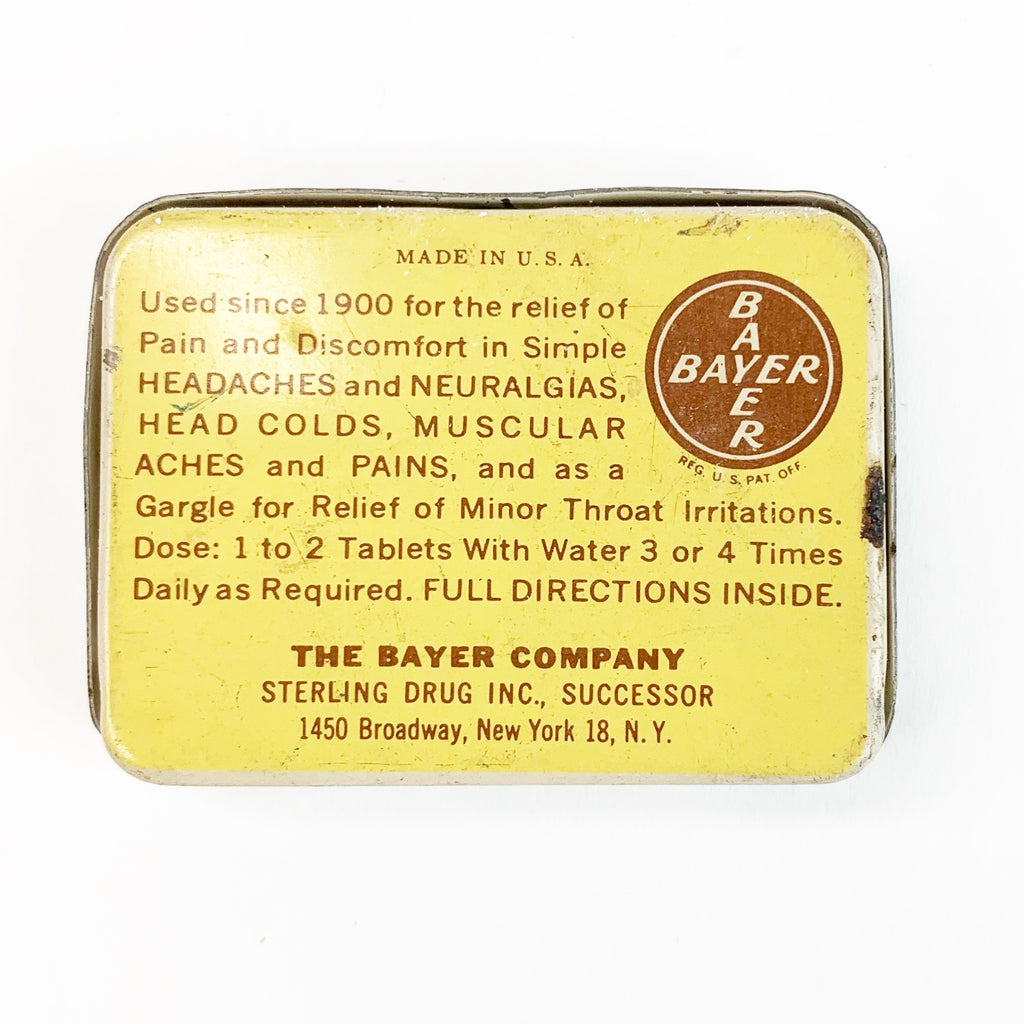 MADE IN U. S. A.
Used since 1900 for the relief of
Pain and Discomfort in Simple
HEADACHES and NEURALGIAS,
HEAD COLDS, MUSCULAR
ACHES and PAINS, and as a
Gargle for Relief of Minor Throat Irritations.
Dose: 1 to 2 Tablets With Water 3 or 4 Times
Daily as Required. FULL DIRECTIONS INSIDE.
BAYER
BAYER
REG. U. S. PAT. OFF.
THE BAYER COMPANY
STERLING DRUG INC., SUCCESSOR
1450 Broadway, New York 18, N. Y.